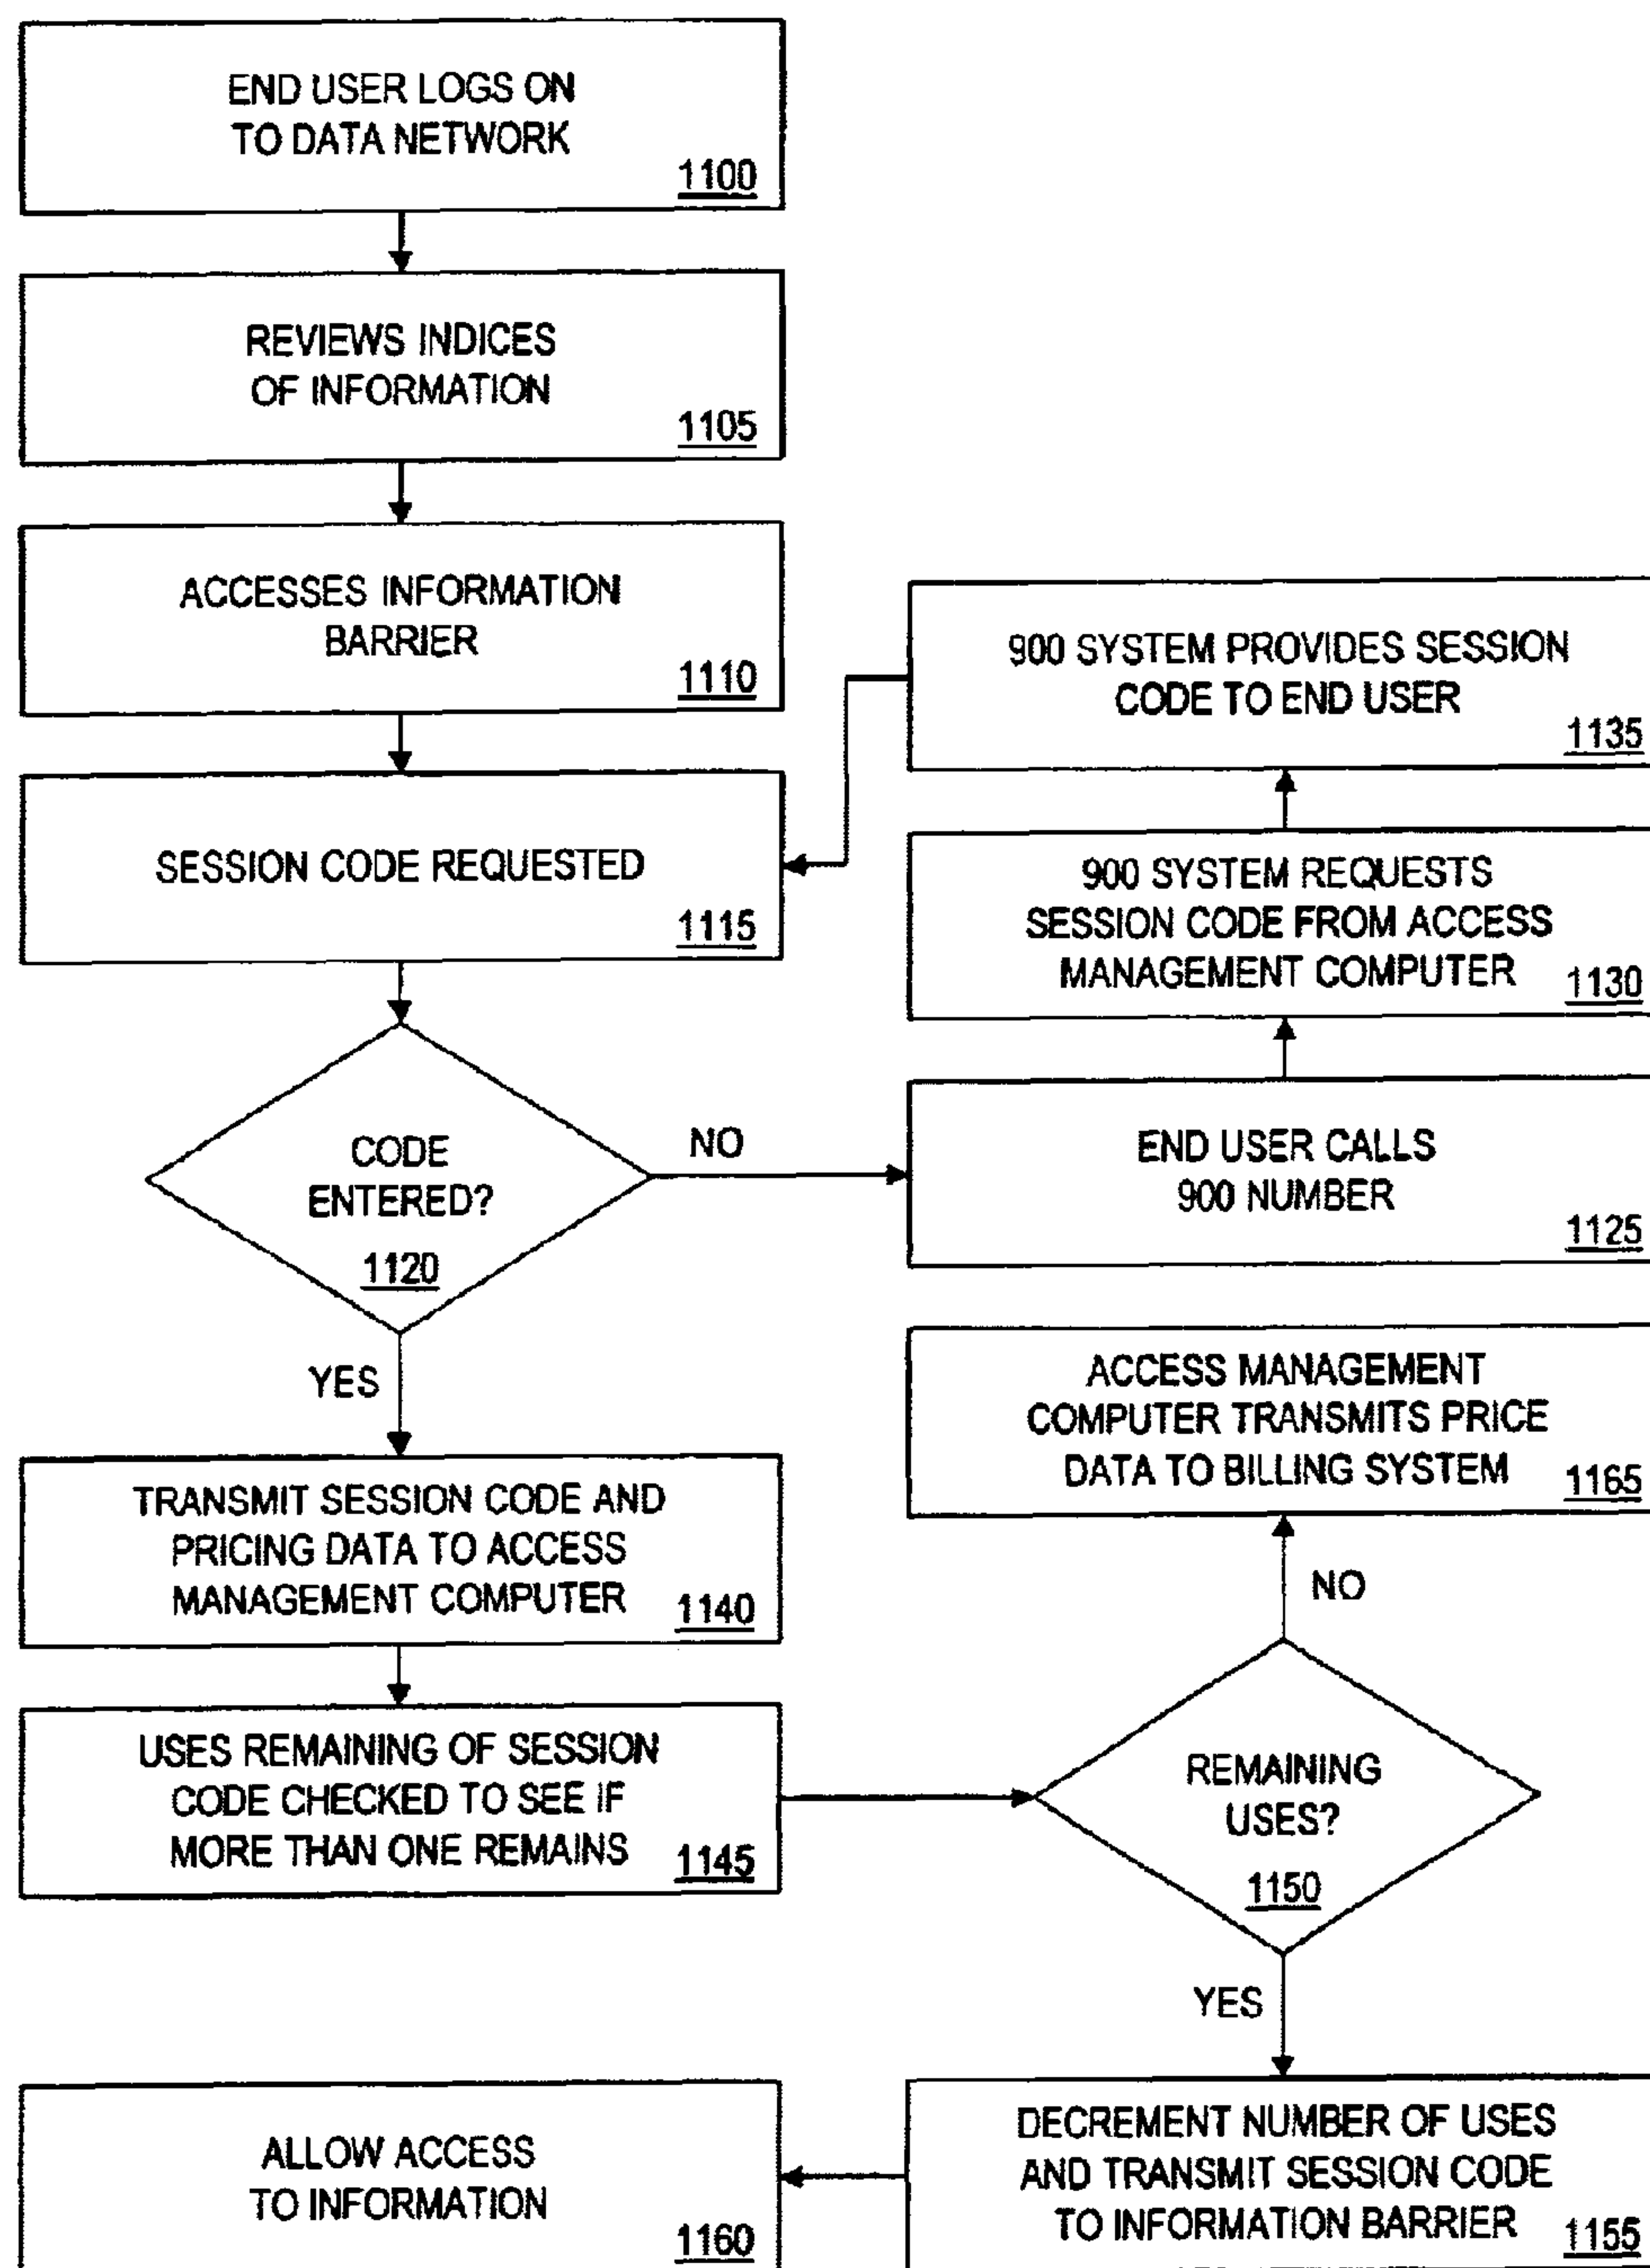 END USER LOGS ON
TO DATA NETWORK
1100
REVIEWS INDICES
OF INFORMATION
1105
ACCESSES INFORMATION
BARRIER
1110
SESSION CODE REQUESTED
1115
CODE
ENTERED?
1120
NO
END USER CALLS
900 NUMBER
1125
900 SYSTEM REQUESTS
SESSION CODE FROM ACCESS
MANAGEMENT COMPUTER
1130
900 SYSTEM PROVIDES SESSION
CODE TO END USER
1135
YES
TRANSMIT SESSION CODE AND
PRICING DATA TO ACCESS
MANAGEMENT COMPUTER
1140
USES REMAINING OF SESSION
CODE CHECKED TO SEE IF
MORE THAN ONE REMAINS
1145
REMAINING
USES?
1150
NO
ACCESS MANAGEMENT
COMPUTER TRANSMITS PRICE
DATA TO BILLING SYSTEM
1165
YES
DECREMENT NUMBER OF USES
AND TRANSMIT SESSION CODE
TO INFORMATION BARRIER
1155
ALLOW ACCESS
TO INFORMATION
1160